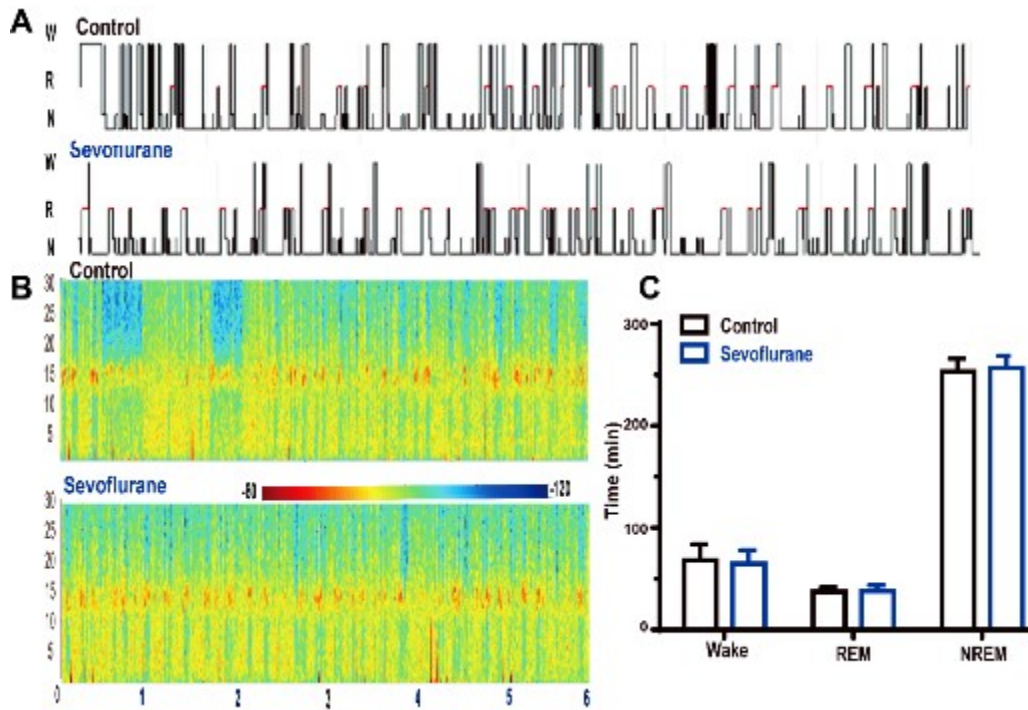 A
Control
W
R
N
Sevoflurane
W
R
N
B
Control
30
25
20
15
10
5
Sevoflurane
-80
-120
30
25
20
15
10
5
0 1 2 3 4 5 6
C
300
200
100
0
Time (min)
Control
Sevoflurane
Wake REM NREM